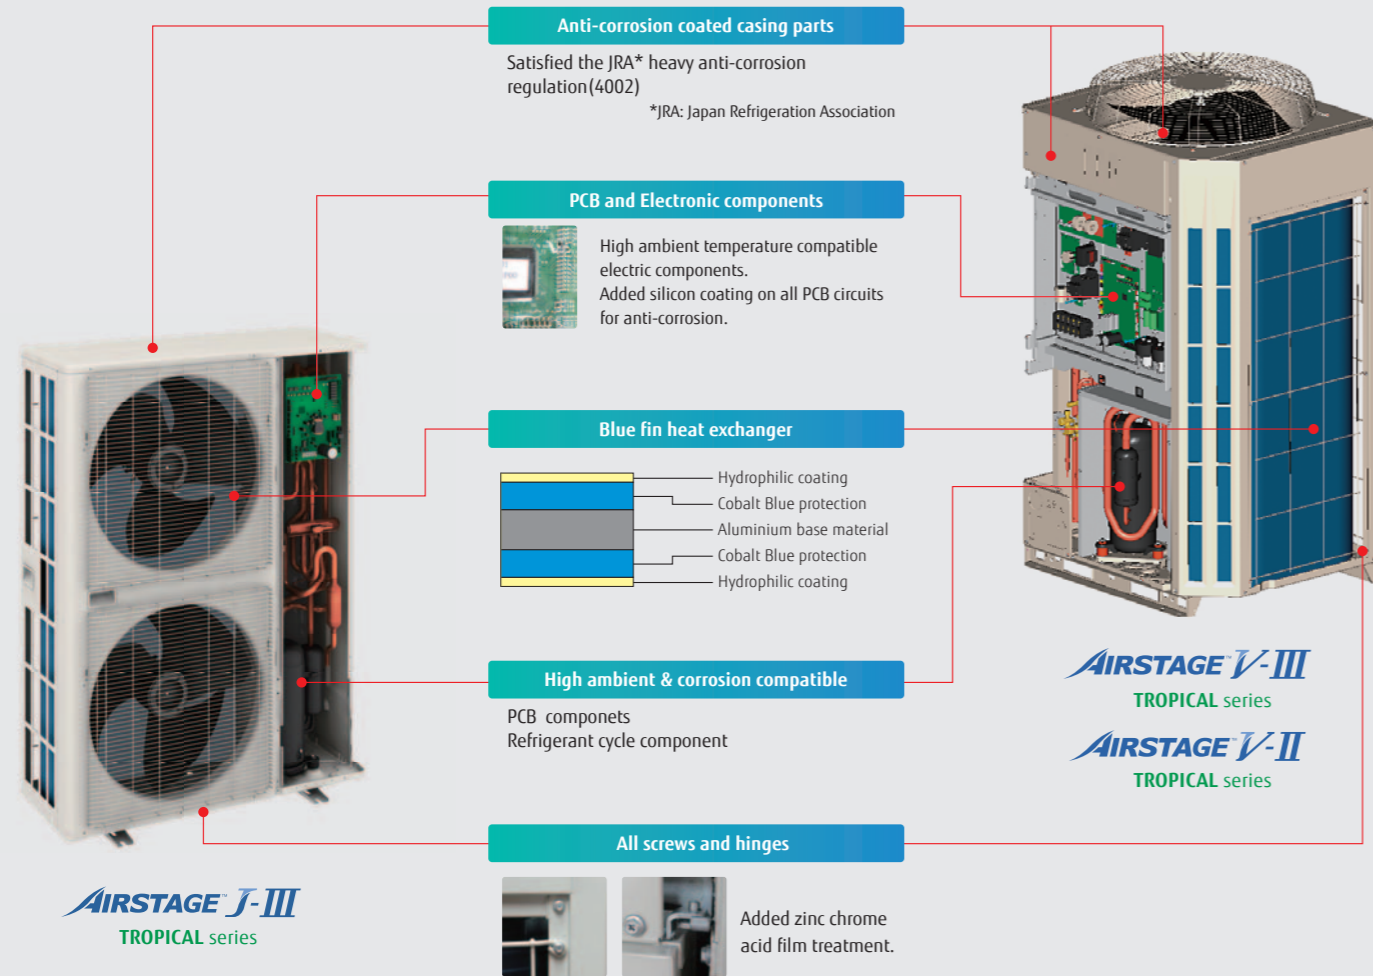 Anti-corrosion coated casing parts
Satisfied the JRA* heavy anti-corrosion
regulation(4002)
*JRA: Japan Refrigeration Association
PCB and Electronic components
High ambient temperature compatible
electric components.
Added silicon coating on all PCB circuits
for anti-corrosion.
Blue fin heat exchanger
Hydrophilic coating
Cobalt Blue protection
Aluminium base material
Cobalt Blue protection
Hydrophilic coating
High ambient & corrosion compatible
PCB componets
Refrigerant cycle component
AIRSTAGE™ V-III
TROPICAL series
AIRSTAGE™ V-II
TROPICAL series
All screws and hinges
Added zinc chrome
acid film treatment.
AIRSTAGE™ J-III
TROPICAL series